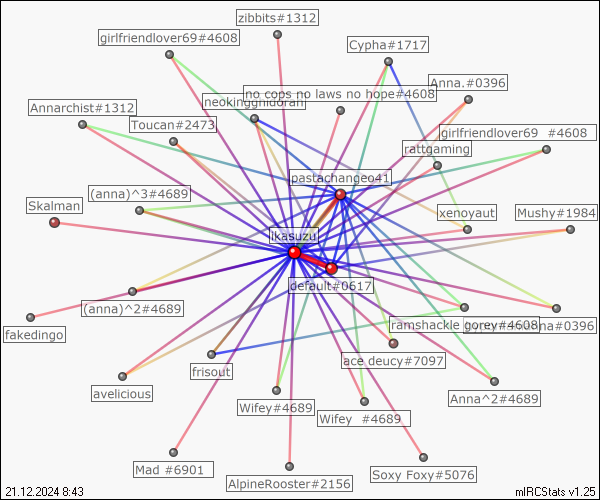 zibbits#1312
girlfriendlover69#4608
Cypha#1717
Anna.#0396
no cops no laws no hope#4608
neokingghidorah
Annarchist#1312
Toucan#2473
girlfriendlover69 #4608
rattgaming
pastachangeo41
(anna)^3#4689
Skalman
xenoyaut
Mushy#1984
ikasuzu
default#0617
(anna)^2#4689
fakedingo
ramshackle gorey#4608
na#0396
ace deucy#7097
frisout
avelicious
Wifey#4689
Wifey #4689
Anna^2#4689
Mad #6901
AlpineRooster#2156
Soxy Foxy#5076
21.12.2024 8:43
mIRCStats v1.25